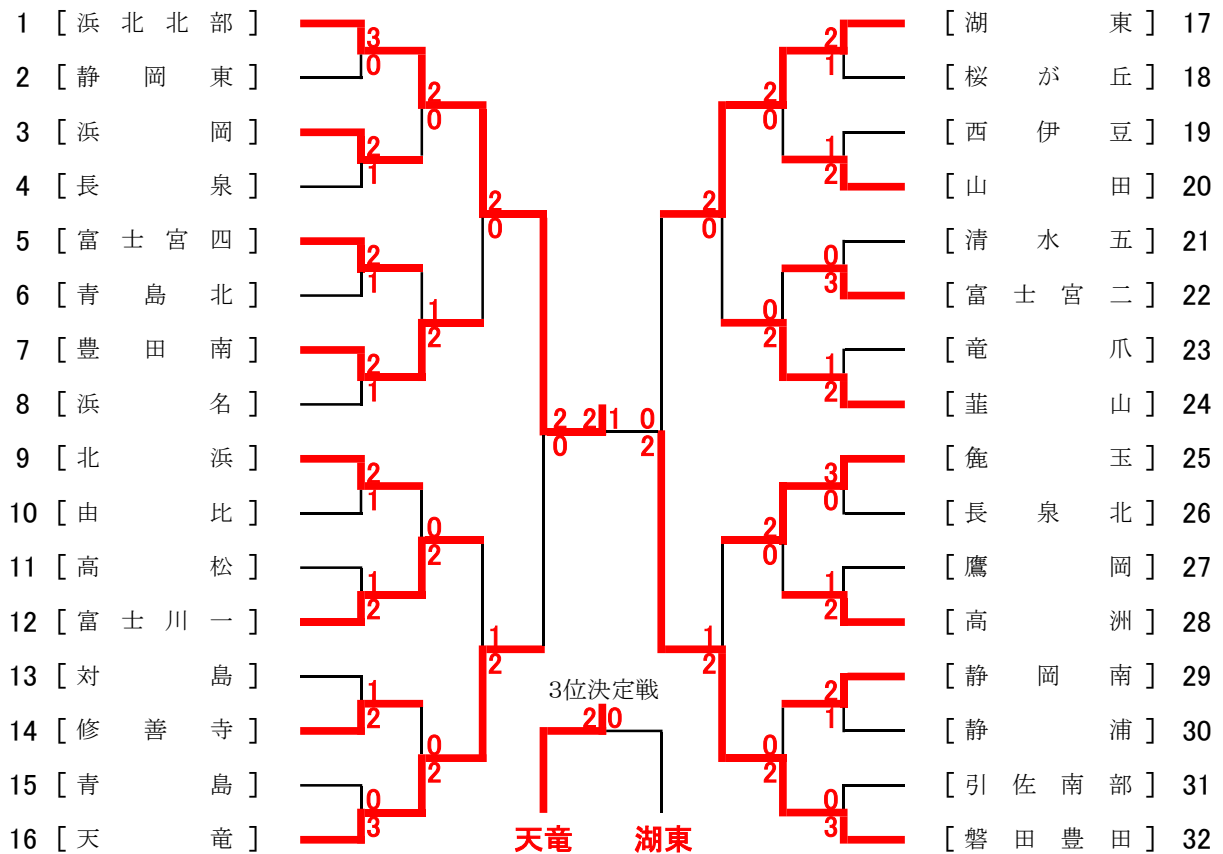 1 [ 浜 北 北 部 ]
3
0
2 [ 静 岡 東 ]
2
0
3 [ 浜 岡 ]
2
1
4 [ 長 泉 ]
2
0
5 [ 富 士 宮 四 ]
2
1
6 [ 青 島 北 ]
1
2
7 [ 豊 田 南 ]
2
1
8 [ 浜 名 ]
2 2 1 0
0 2
9 [ 北 浜 ]
2
1
10 [ 由 比 ]
0
2
11 [ 高 松 ]
1
2
12 [ 富 士 川 一 ]
1
2
13 [ 対 島 ]
1
2
14 [ 修 善 寺 ]
0
2
15 [ 青 島 ]
0
3
16 [ 天 竜 ]
[ 湖 東 ] 17
2
1
[ 桜 が 丘 ] 18
2
0
[ 西 伊 豆 ] 19
1
2
[ 山 田 ] 20
2
0
[ 清 水 五 ] 21
0
3
[ 富 士 宮 二 ] 22
0
2
[ 竜 爪 ] 23
1
2
[ 韮 山 ] 24
[ 麁 玉 ] 25
3
0
[ 長 泉 北 ] 26
2
0
[ 鷹 岡 ] 27
1
2
[ 高 洲 ] 28
1
2
[ 静 岡 南 ] 29
2
1
[ 静 浦 ] 30
0
2
[ 引 佐 南 部 ] 31
0
3
[ 磐 田 豊 田 ] 32
3位決定戦
2 0
天竜 湖東